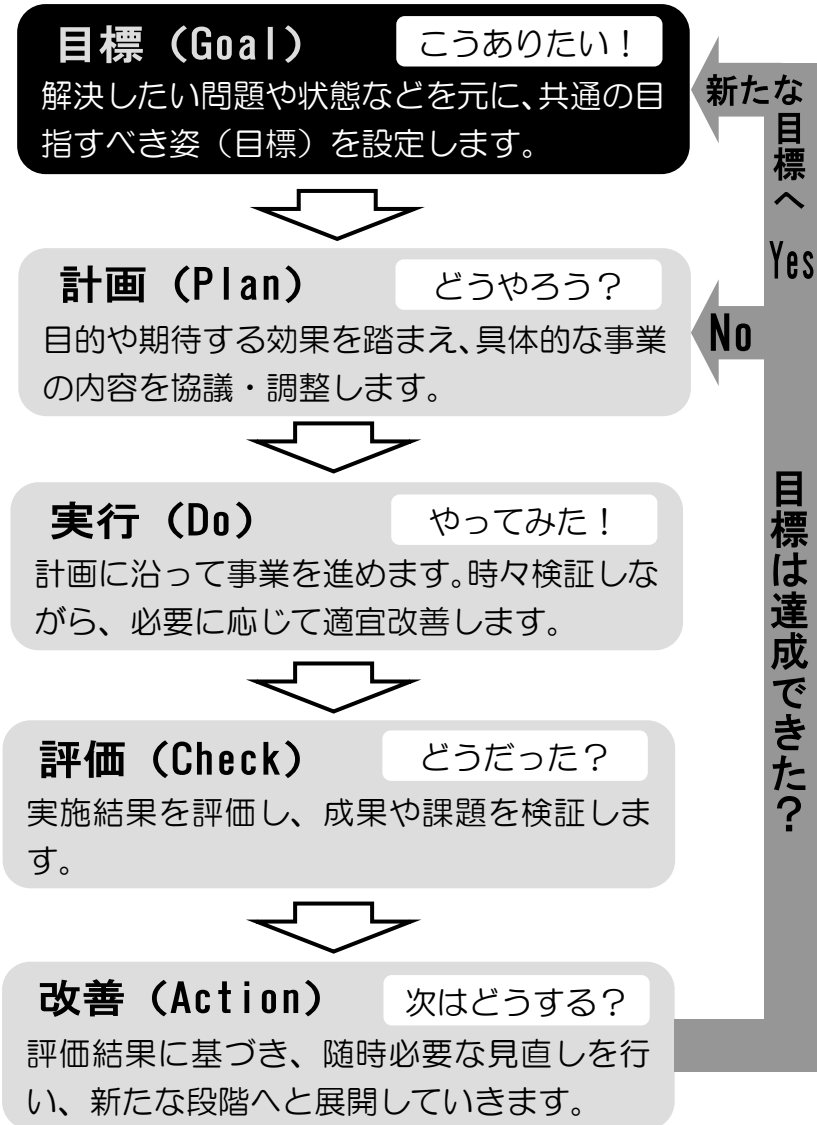 目標（Goal） こうありたい！
解決したい問題や状態などを元に、共通の目
指すべき姿（目標）を設定します。
新たな
目標へ
Yes
計画（Plan） どうやろう？
目的や期待する効果を踏まえ、具体的な事業
の内容を協議・調整します。
No
実行（Do） やってみた！
計画に沿って事業を進めます。時々検証しな
がら、必要に応じて適宜改善します。
目標は達成できた？
評価（Check） どうだった？
実施結果を評価し、成果や課題を検証しま
す。
改善（Action） 次はどうする？
評価結果に基づき、随時必要な見直しを行
い、新たな段階へと展開していきます。